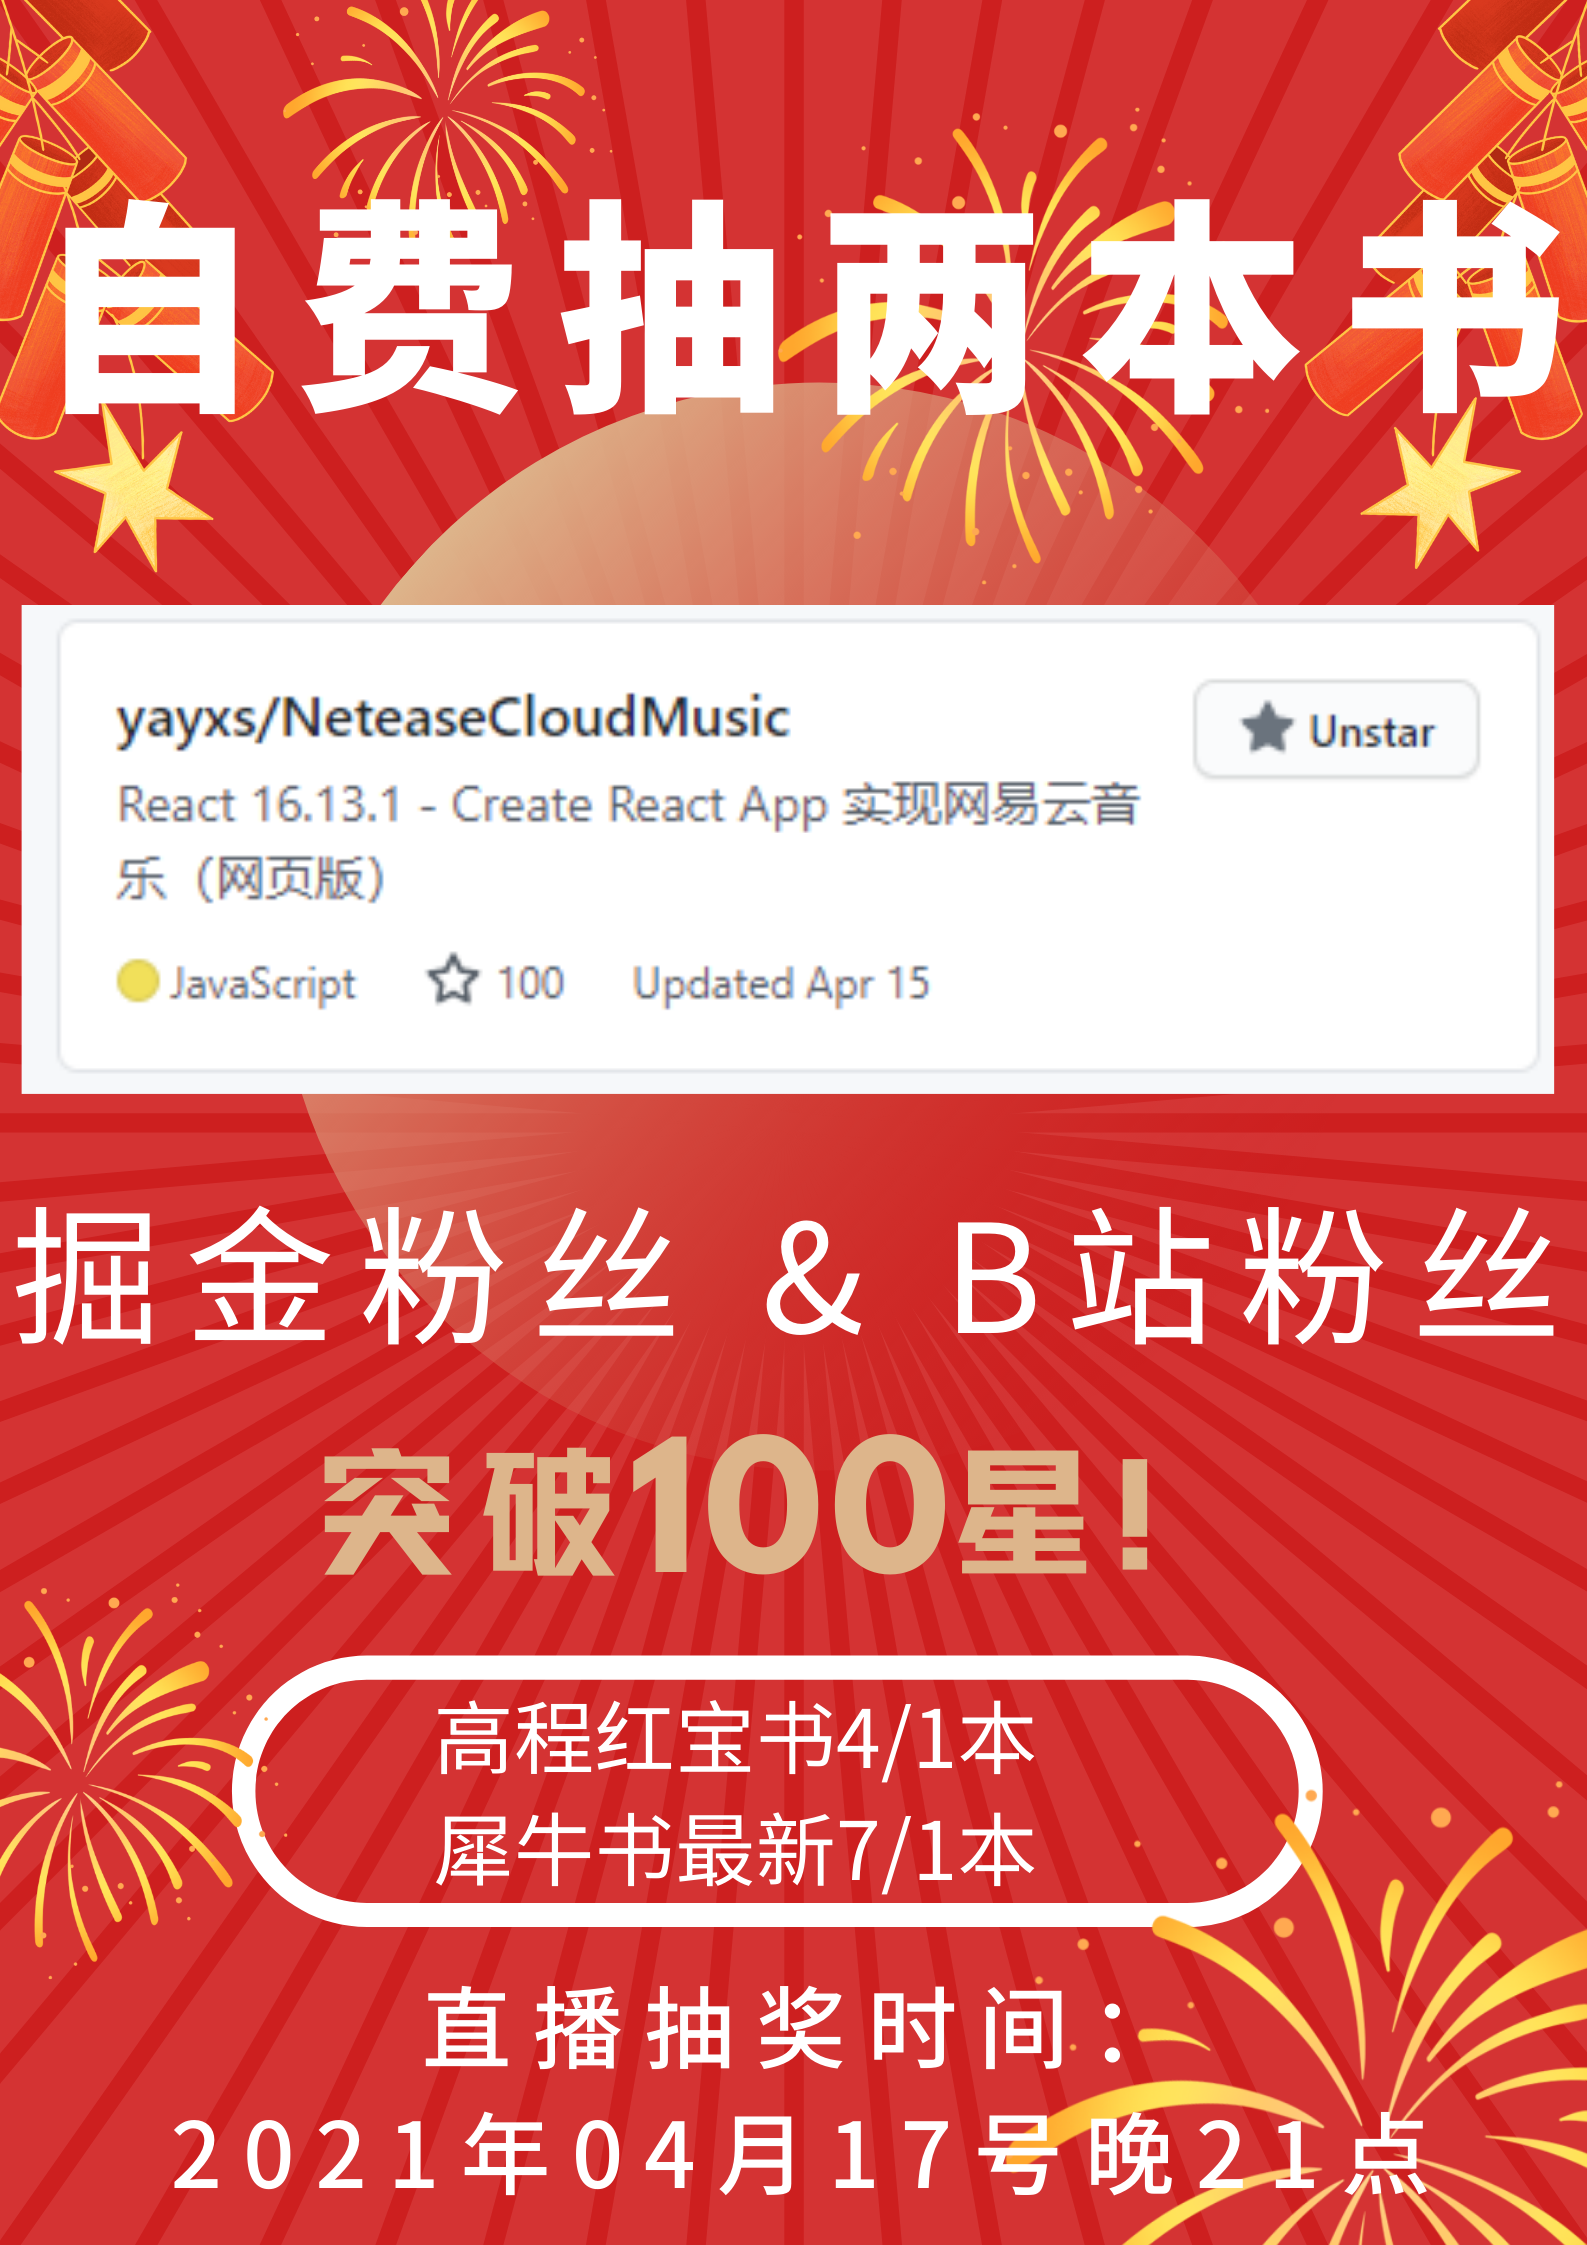 自费抽两本书
yayxs/NeteaseCloudMusic
Unstar
React 16.13.1 - Create React App 实现网易云音
乐（网页版）
JavaScript 100 Updated Apr 15
掘金粉丝 & B站粉丝
突破100星!
高程红宝书4/1本
犀牛书最新7/1本
直播抽奖时间：
2021年04月17号晚21点